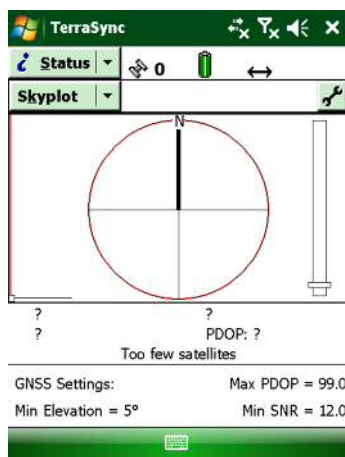 TerraSync
Status
0
Skyplot
N
? ?
? PDOP: ?
Too few satellites
GNSS Settings: Max PDOP = 99.0
Min Elevation = 5° Min SNR = 12.0